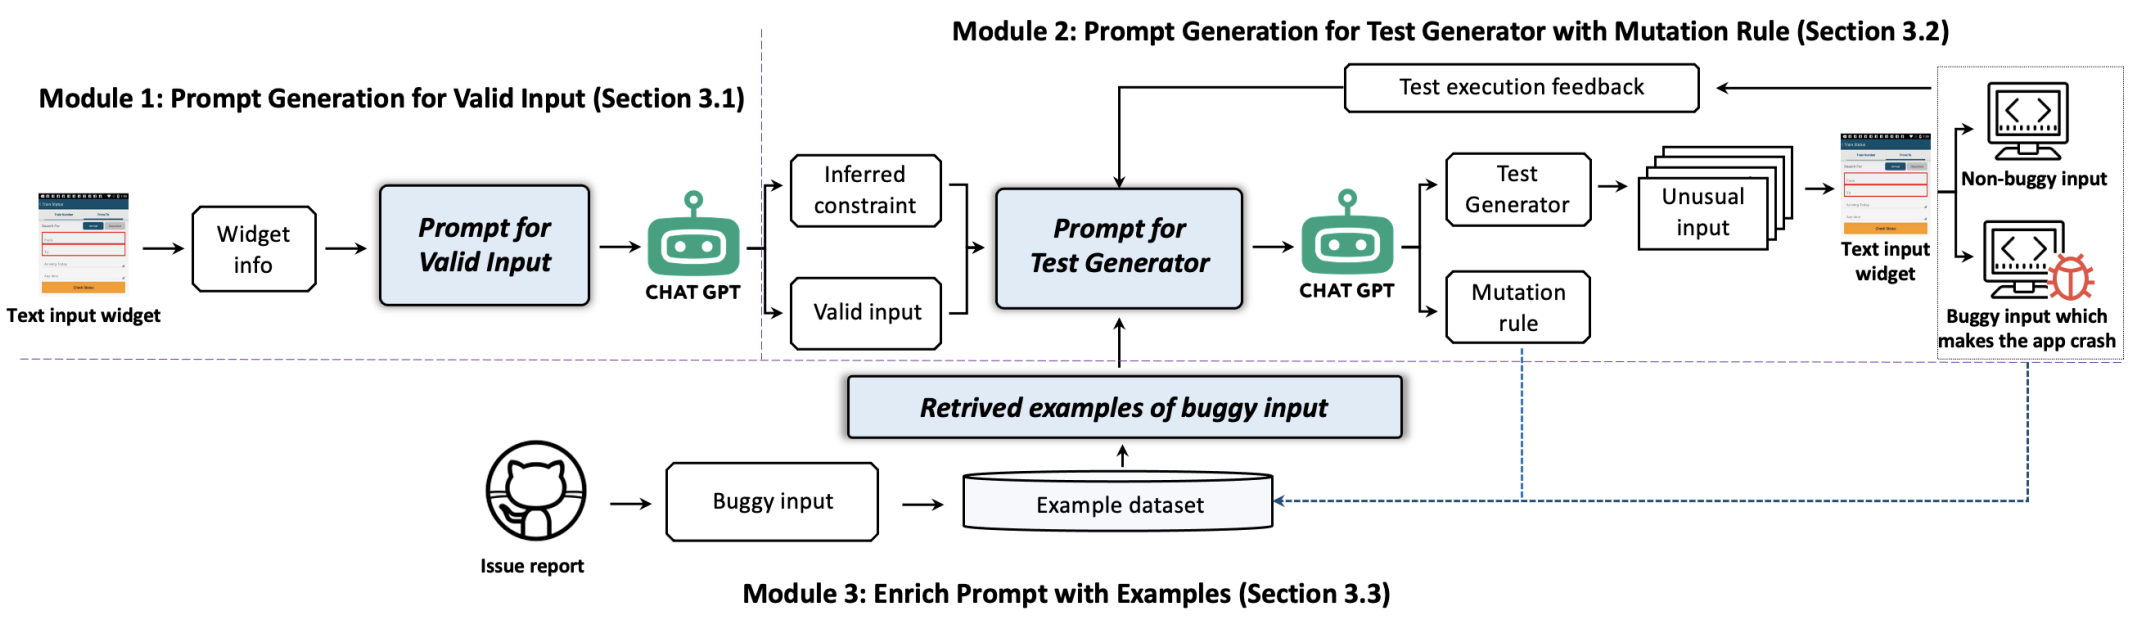 Module 2: Prompt Generation for Test Generator with Mutation Rule (Section 3.2)
Module 1: Prompt Generation for Valid Input (Section 3.1)
Test execution feedback
Text input widget
Widget
info
Prompt for
Valid Input
CHAT GPT
Inferred
constraint
Valid input
Prompt for
Test Generator
CHAT GPT
Test
Generator
Mutation
rule
Unusual
input
Text input
widget
Non-buggy input
Buggy input which
makes the app crash
Retrived examples of buggy input
Issue report
Buggy input
Example dataset
Module 3: Enrich Prompt with Examples (Section 3.3)